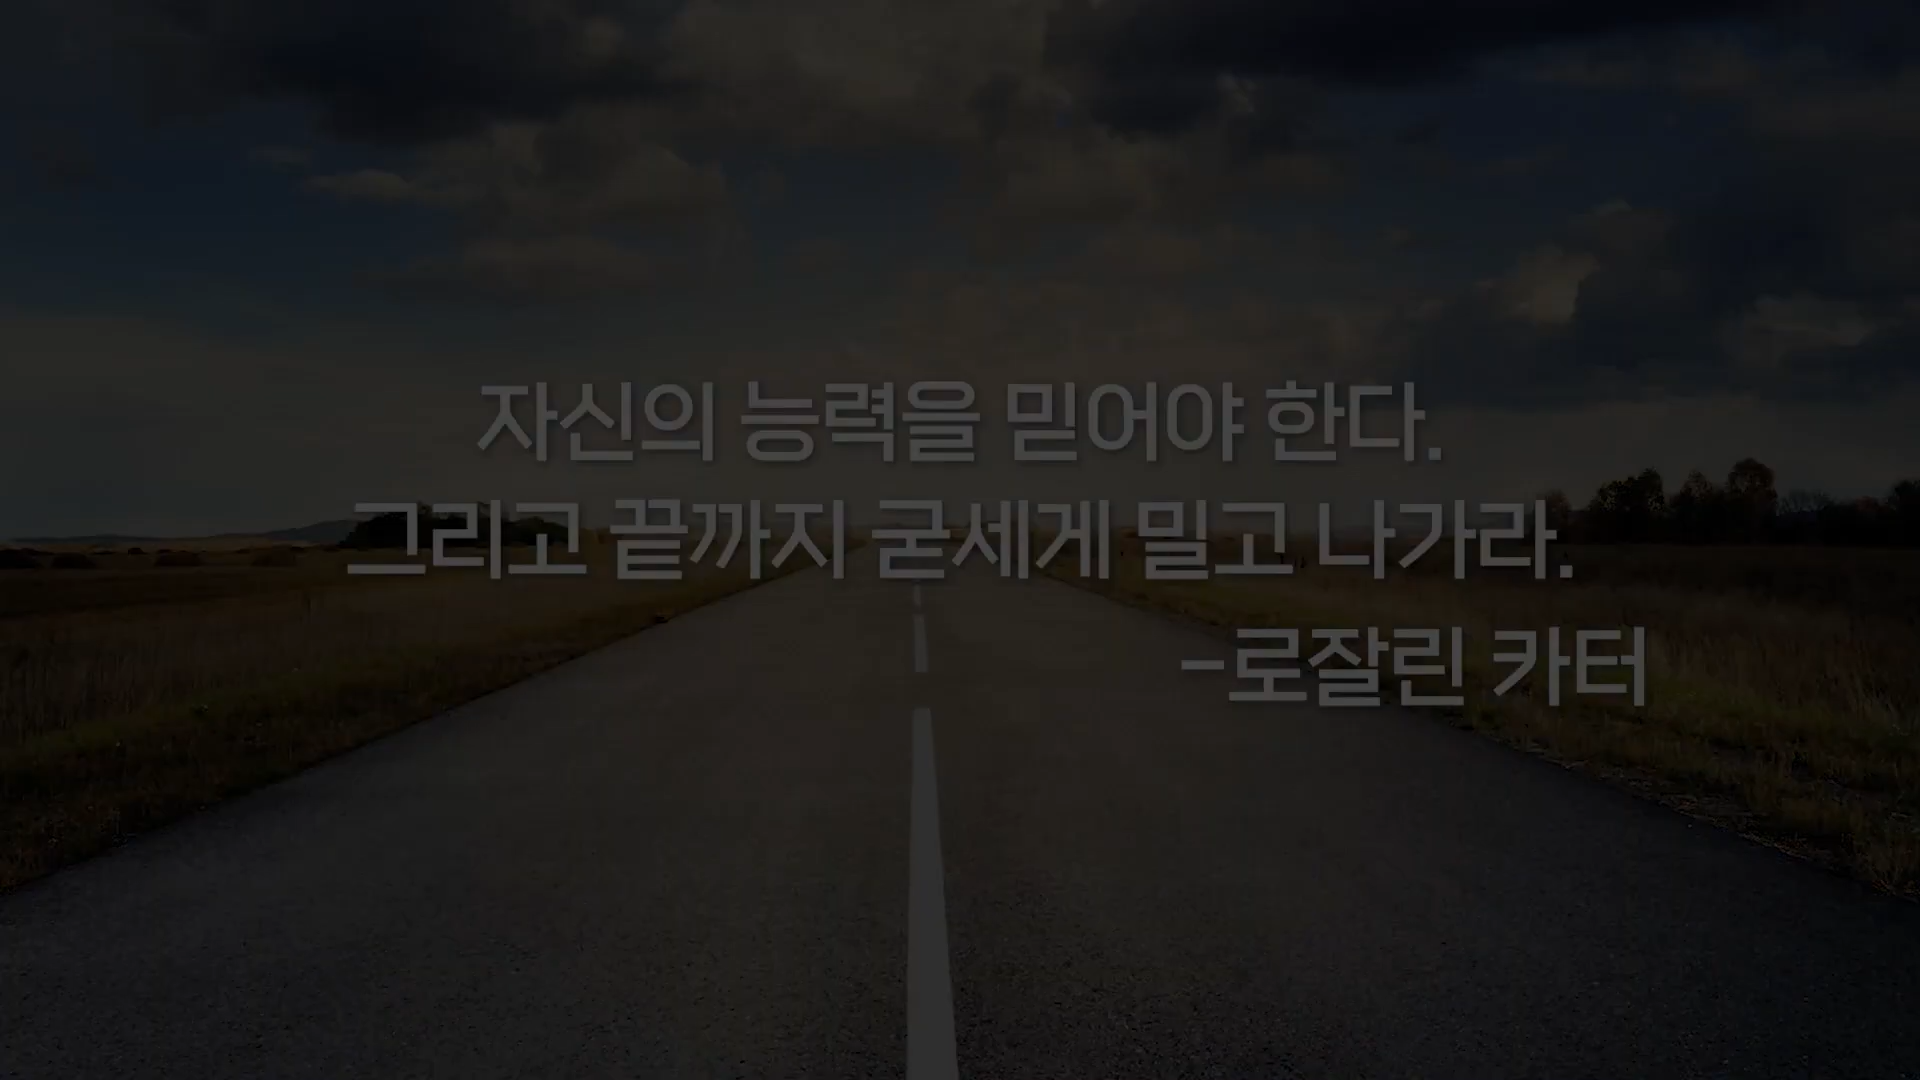 자신의 능력을 믿어야 한다.
그리고 끝까지 굳세게 밀고 나가라.
-로잘린 카터